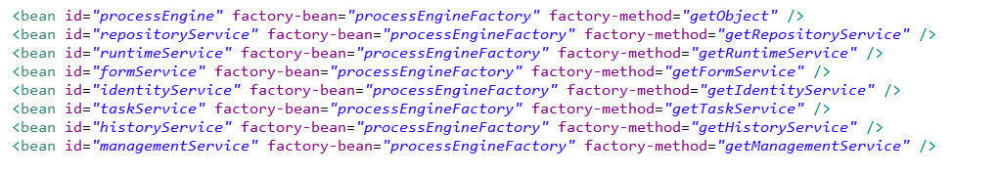 <bean id="processEngine" factory-bean="processEngineFactory" factory-method="getObject" />
<bean id="repositoryService" factory-bean="processEngineFactory" factory-method="getRepositoryService" />
<bean id="runtimeService" factory-bean="processEngineFactory" factory-method="getRuntimeService" />
<bean id="formService" factory-bean="processEngineFactory" factory-method="getFormService" />
<bean id="identityService" factory-bean="processEngineFactory" factory-method="getIdentityService" />
<bean id="taskService" factory-bean="processEngineFactory" factory-method="getTaskService" />
<bean id="historyService" factory-bean="processEngineFactory" factory-method="getHistoryService" />
<bean id="managementService" factory-bean="processEngineFactory" factory-method="getManagementService" />